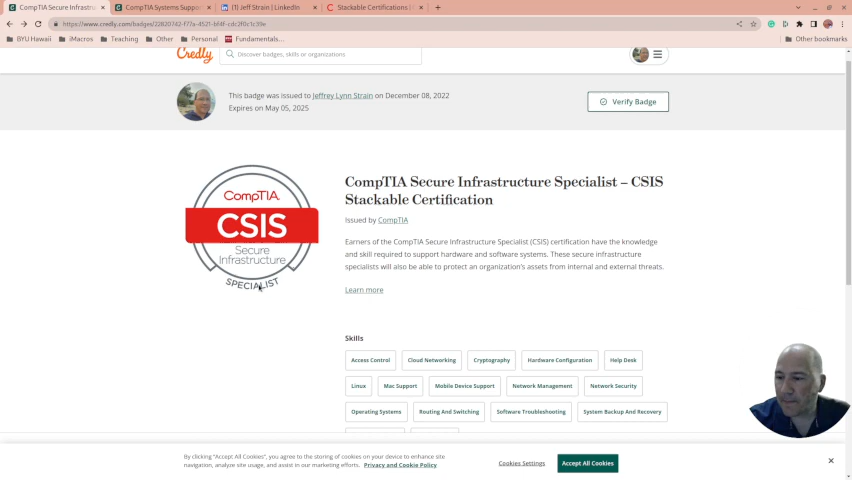 CompTIA Secure Infrastru
CompTIA Systems Suppor
(1) Jeff Strain | LinkedIn
Stackable Certifications |
https://www.credly.com/badges/22820742-f77a-4521-bf4f-cdc2f0c1c39e
BYU Hawaii
iMacros
Teaching
Other
Personal
Fundamentals...
Other bookmarks
Credly
Discover badges, skills or organizations
This badge was issued to Jeffrey Lynn Strain on December 08, 2022
Expires on May 05, 2025
Verify Badge
CompTIA.
CSIS
Secure
Infrastructure
SPECIALIST
CompTIA Secure Infrastructure Specialist – CSIS
Stackable Certification
Issued by CompTIA
Earners of the CompTIA Secure Infrastructure Specialist (CSIS) certification have the knowledge
and skill required to support hardware and software systems. These secure infrastructure
specialists will also be able to protect an organization's assets from internal and external threats.
Learn more
Skills
Access Control
Cloud Networking
Cryptography
Hardware Configuration
Help Desk
Linux
Mac Support
Mobile Device Support
Network Management
Network Security
Operating Systems
Routing And Switching
Software Troubleshooting
System Backup And Recovery
By clicking "Accept All Cookies", you agree to the storing of cookies on your device to enhance site
navigation, analyze site usage, and assist in our marketing efforts. Privacy and Cookie Policy
Cookies Settings
Accept All Cookies